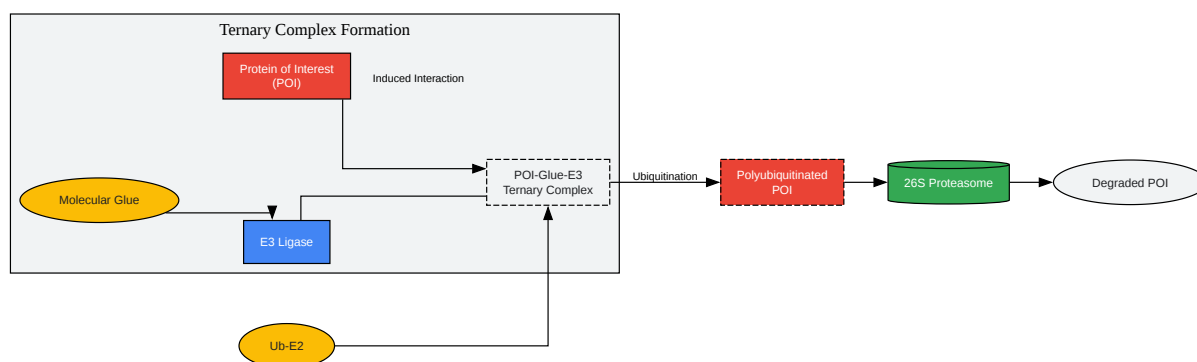 Ternary Complex Formation
Protein of Interest
(POI)
Induced Interaction
POI-Glue-E3
Ternary Complex
Ubiquitination
Polyubiquitinated
POI
26S Proteasome
Degraded POI
Molecular Glue
E3 Ligase
Ub-E2